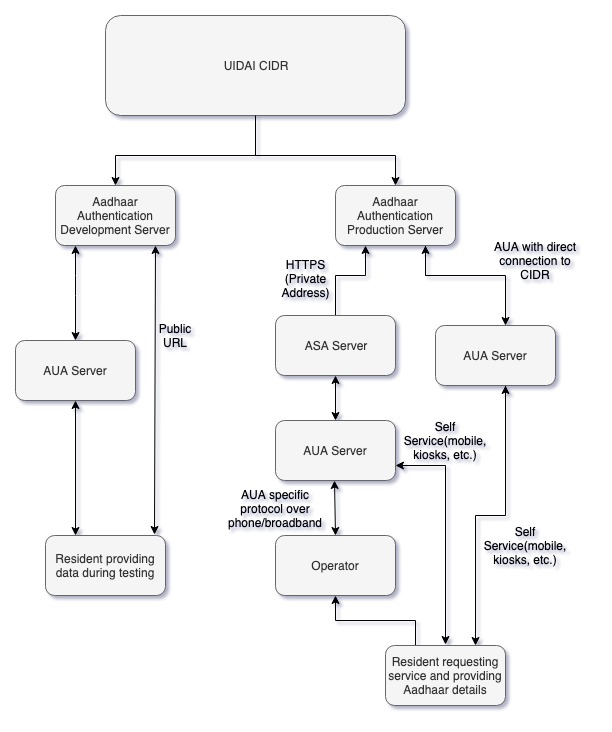 UIDAI CIDR
Aadhaar
Authentication
Development Server
Aadhaar
Authentication
Production Server
HTTPS
(Private
Address)
AUA with direct
connection to
CIDR
Public
URL
AUA Server
ASA Server
AUA Server
AUA Server
Self
Service(mobile,
kiosks, etc.)
AUA specific
protocol over
phone/broadband
Self
Service(mobile,
kiosks, etc.)
Resident providing
data during testing
Operator
Resident requesting
service and providing
Aadhaar details